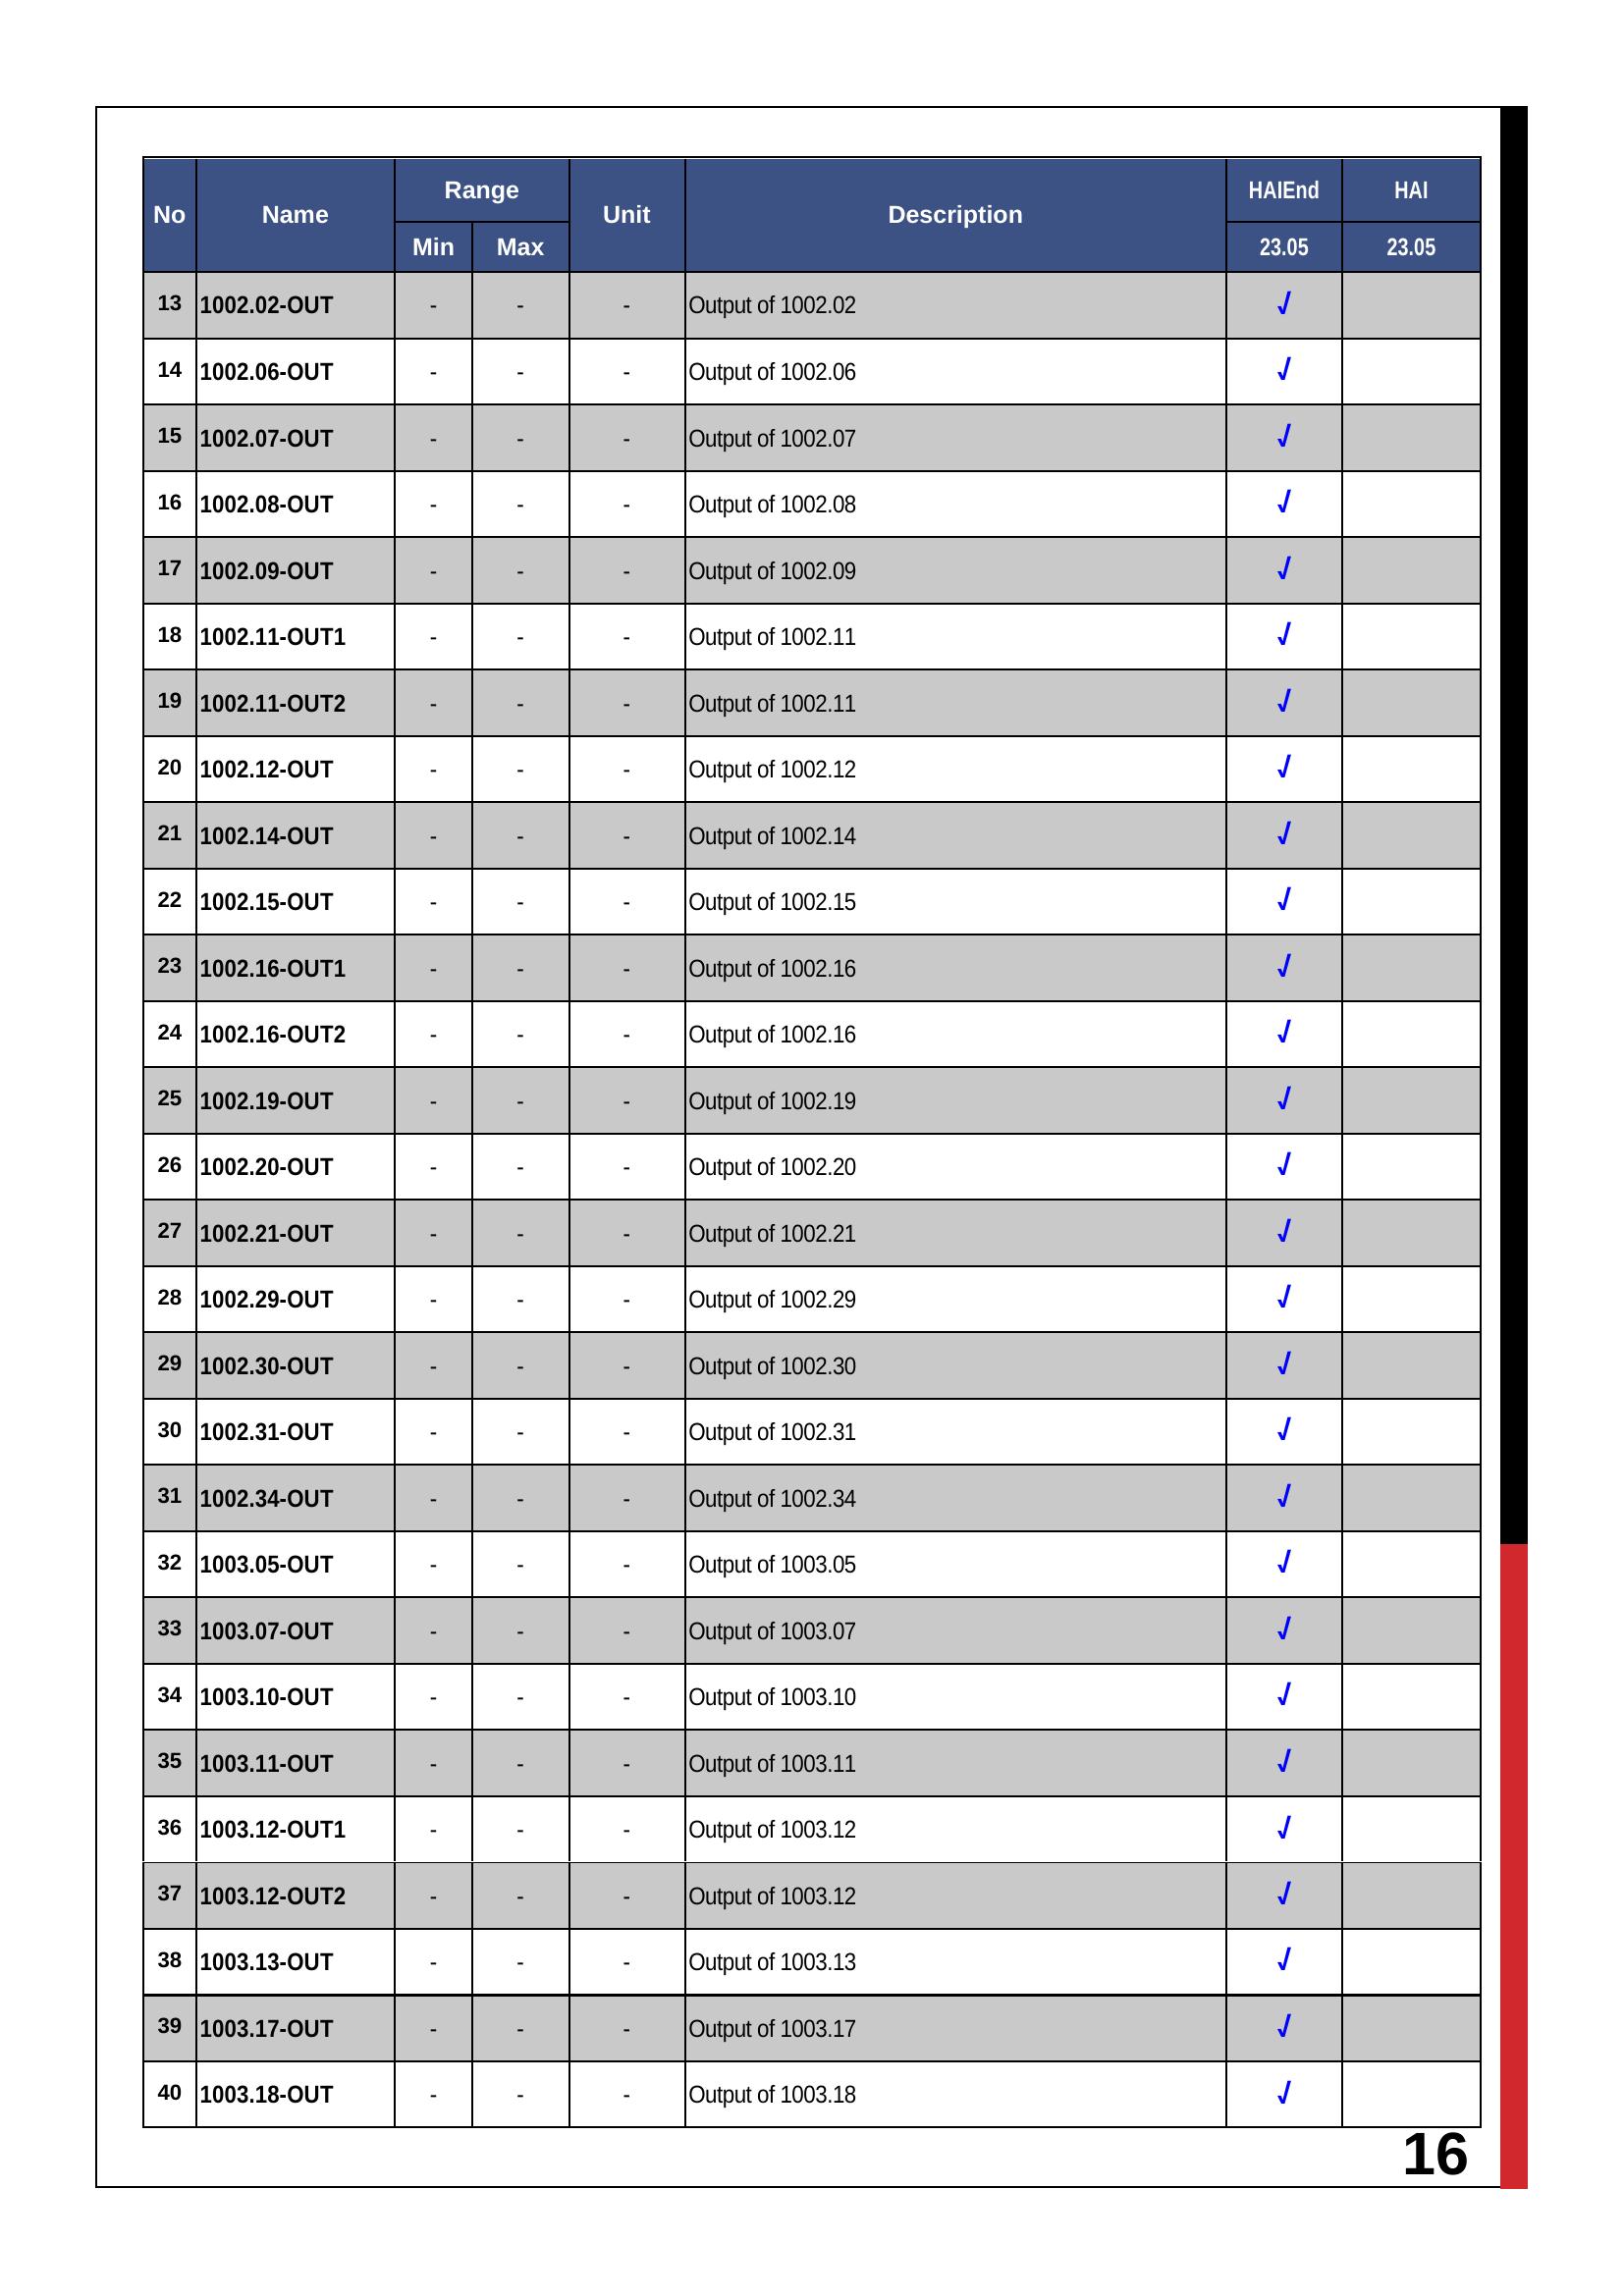 No Name Range Unit Description HAIEnd HAI
Min Max 23.05 23.05
13 1002.02-OUT - - - Output of 1002.02 √
14 1002.06-OUT - - - Output of 1002.06 √
15 1002.07-OUT - - - Output of 1002.07 √
16 1002.08-OUT - - - Output of 1002.08 √
17 1002.09-OUT - - - Output of 1002.09 √
18 1002.11-OUT1 - - - Output of 1002.11 √
19 1002.11-OUT2 - - - Output of 1002.11 √
20 1002.12-OUT - - - Output of 1002.12 √
21 1002.14-OUT - - - Output of 1002.14 √
22 1002.15-OUT - - - Output of 1002.15 √
23 1002.16-OUT1 - - - Output of 1002.16 √
24 1002.16-OUT2 - - - Output of 1002.16 √
25 1002.19-OUT - - - Output of 1002.19 √
26 1002.20-OUT - - - Output of 1002.20 √
27 1002.21-OUT - - - Output of 1002.21 √
28 1002.29-OUT - - - Output of 1002.29 √
29 1002.30-OUT - - - Output of 1002.30 √
30 1002.31-OUT - - - Output of 1002.31 √
31 1002.34-OUT - - - Output of 1002.34 √
32 1003.05-OUT - - - Output of 1003.05 √
33 1003.07-OUT - - - Output of 1003.07 √
34 1003.10-OUT - - - Output of 1003.10 √
35 1003.11-OUT - - - Output of 1003.11 √
36 1003.12-OUT1 - - - Output of 1003.12 √
37 1003.12-OUT2 - - - Output of 1003.12 √
38 1003.13-OUT - - - Output of 1003.13 √
39 1003.17-OUT - - - Output of 1003.17 √
40 1003.18-OUT - - - Output of 1003.18 √
16